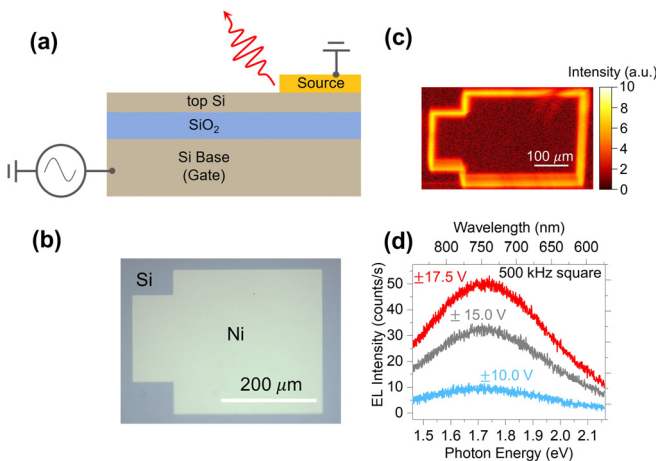 (a)
Source
top Si
SiO₂
Si Base
(Gate)
(b)
Si
Ni
200 μm
(c)
Intensity (a.u.)
10
8
6
4
2
0
100 μm
(d)
Wavelength (nm)
800 750 700 650 600
500 kHz square
±17.5 V
± 15.0 V
±10.0 V
EL Intensity (counts/s)
50
40
30
20
10
0
1.5 1.6 1.7 1.8 1.9 2.0 2.1
Photon Energy (eV)